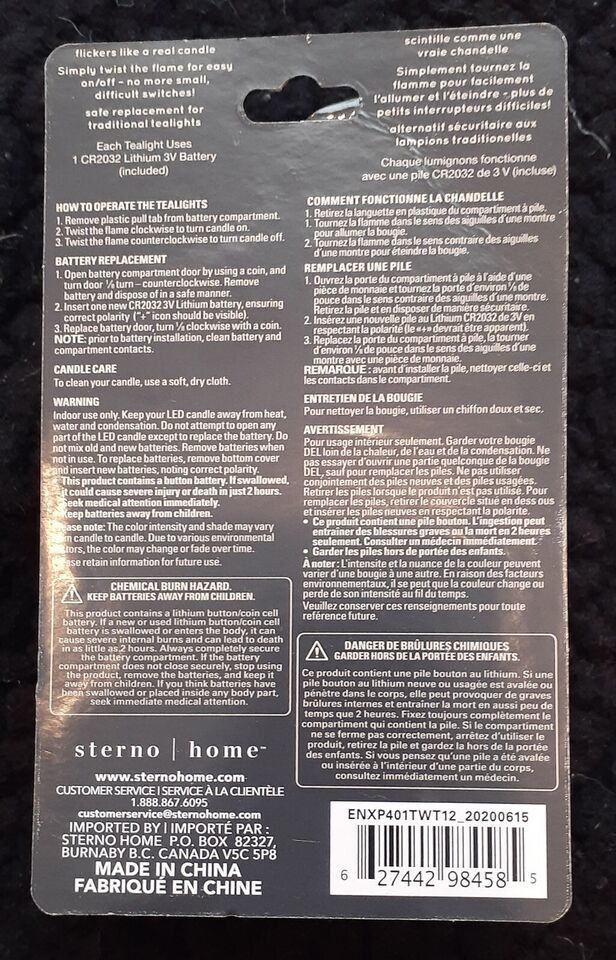 flickers like a real candle
Simply twist the flame for easy
on/off - no more small,
difficult switches!
safe replacement for
traditional tealights
Each Tealight Uses
1 CR2032 Lithium 3V Battery
(included)
HOW TO OPERATE THE TEALIGHTS
1. Remove plastic pull tab from battery compartment.
2. Twist the flame clockwise to turn candle on.
3. Twist the flame counterclockwise to turn candle off.
BATTERY REPLACEMENT
1. Open battery compartment door by using a coin, and
turn door ⅛ turn – counterclockwise. Remove
battery and dispose of in a safe manner.
2. Insert one new CR2032 3V Lithium battery, ensuring
correct polarity ("+" icon should be visible).
3. Replace battery door, turn ⅛ clockwise with a coin.
NOTE: prior to battery installation, clean battery and
compartment contacts.
CANDLE CARE
To clean your candle, use a soft, dry cloth.
WARNING
Indoor use only. Keep your LED candle away from heat,
water and condensation. Do not attempt to open any
part of the LED candle except to replace the battery. Do
not mix old and new batteries. Remove batteries when
not in use. To replace batteries, remove bottom cover
and insert new batteries, noting correct polarity.
• This product contains a button battery. If swallowed,
it could cause severe injury or death in just 2 hours.
Seek medical attention immediately.
• Keep batteries away from children.
Please note: The color intensity and shade may vary
candle to candle. Due to various environmental
the color may change or fade over time.
retain information for future use.
CHEMICAL BURN HAZARD.
KEEP BATTERIES AWAY FROM CHILDREN.
This product contains a lithium button/coin cell
battery. If a new or used lithium button/coin cell
battery is swallowed or enters the body, it can
cause severe internal burns and can lead to death
in as little as 2 hours. Always completely secure
the battery compartment. If the battery
compartment does not close securely, stop using
the product, remove the batteries, and keep it
away from children. If you think batteries have
been swallowed or placed inside any body part,
seek immediate medical attention.
sterno | home™
www.sternohome.com
CUSTOMER SERVICE | SERVICE À LA CLIENTÈLE
1.888.867.6095
customerservice@sternohome.com
IMPORTED BY | IMPORTÉ PAR :
STERNO HOME P.O. BOX 82327,
BURNABY B.C. CANADA V5C 5P8
MADE IN CHINA
FABRIQUÉ EN CHINE
scintille comme une
vraie chandelle
Simplement tournez la
flamme pour facilement
l'allumer et l'éteindre - plus de
petits interrupteurs difficiles!
alternatif sécuritaire aux
lampions traditionelles
Chaque lumignons fonctionne
avec une pile CR2032 de 3 V (incluse)
COMMENT FONCTIONNE LA CHANDELLE
1. Retirez la languette en plastique du compartiment à pile.
1. Tournez la flamme dans le sens des aiguilles d'une montre
pour allumer la bougie.
2. Tournez la flamme dans le sens contraire des aiguilles
d'une montre pour éteindre la bougie.
REMPLACER UNE PILE
1. Ouvrez la porte du compartiment à pile à l'aide d'une
pièce de monnaie et tournez la porte d'environ ⅛ de
pouce dans le sens contraire des aiguilles d'une montre.
Retirez la pile et en disposer de manière sécuritaire.
2. Insérez une nouvelle pile au Lithium CR2032 de 3V en
respectant la polarité (le «+» devrait être apparent).
3. Replacez la porte du compartiment à pile, la tourner
d'environ ⅛ de pouce dans le sens des aiguilles d'une
montre avec une pièce de monnaie.
REMARQUE : avant d'installer la pile, nettoyer celle-ci et
les contacts dans le compartiment.
ENTRETIEN DE LA BOUGIE
Pour nettoyer la bougie, utiliser un chiffon doux et sec.
AVERTISSEMENT
Pour usage intérieur seulement. Garder votre bougie
DEL loin de la chaleur, de l'eau et de la condensation. Ne
pas essayer d'ouvrir une partie quelconque de la bougie
DEL, sauf pour remplacer les piles. Ne pas utiliser
conjointement des piles neuves et des piles usagées.
Retirer les piles lorsque le produit n'est pas utilisé. Pour
remplacer les piles, retirer le couvercle situé en dess ous
et insérer les piles neuves en respectant la polarité.
• Ce produit contient une pile bouton. L'ingestion peut
entraîner des blessures graves ou la mort en 2 heures
seulement. Consulter un médecin immédiatement.
• Garder les piles hors de portée des enfants.
À noter : L'intensité et la nuance de la couleur peuvent
varier d'une bougie à une autre. En raison des facteurs
environmentaux, il se peut que la couleur change ou
perde de son intensité au fil du temps.
Veuillez conserver ces renseignements pour toute
référence future.
DANGER DE BRÛLURES CHIMIQUES
GARDER HORS DE LA PORTÉE DES ENFANTS.
Ce produit contient une pile bouton au lithium. Si une
pile bouton au lithium neuve ou usagée est avalée ou
pénètre dans le corps, elle peut provoquer de graves
brûlures internes et entraîner la mort en aussi peu de
temps que 2 heures. Fixez toujours complètement le
compartiment qui contient la pile. Si le compartiment
ne se ferme pas correctement, arrêtez d'utiliser le
produit, retirez la pile et gardez la hors de la portée
des enfants. Si vous pensez qu'une pile a été avalée
ou insérée à l'intérieur d'une partie du corps,
consultez immédiatement un médecin.
ENXP401TWT12_20200615
6 27442 98458 5